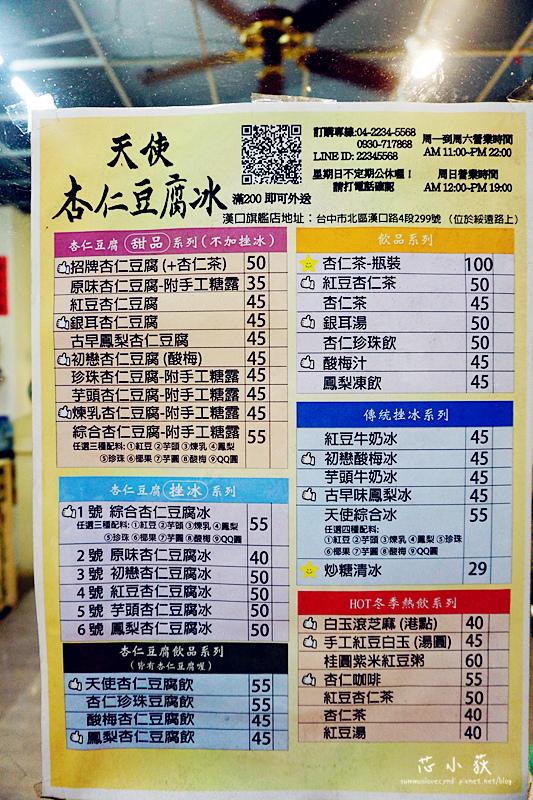 天使
杏仁豆腐冰
訂購專線:04-2234-5568
0930-717868
LINE ID: 22345568
星期日不定期公休喔!
請打電話確認
周一到周六營業時間
AM 11:00~PM 22:00
周日營業時間
AM 12:00~PM 19:00
滿200 即可外送
漢口旗艦店地址：台中市北區漢口路4段299號 （位於綏遠路上）
杏仁豆腐 甜品 系列(不加挫冰)
招牌杏仁豆腐 (+杏仁茶) 50
原味杏仁豆腐-附手工糖露 35
紅豆杏仁豆腐 45
銀耳杏仁豆腐 45
古早鳳梨杏仁豆腐 45
初戀杏仁豆腐 (酸梅) 45
珍珠杏仁豆腐-附手工糖露 45
芋頭杏仁豆腐-附手工糖露 45
煉乳杏仁豆腐-附手工糖露 45
綜合杏仁豆腐-附手工糖露 55
任選三種配料: ①紅豆 ②芋頭 ③煉乳 ④鳳梨
⑤珍珠 ⑥椰果 ⑦芋圓 ⑧酸梅 ⑨QQ圓
杏仁豆腐 挫冰 系列
1 號 綜合杏仁豆腐冰 55
任選三種配料: ①紅豆 ②芋頭 ③煉乳 ④鳳梨
⑤珍珠 ⑥椰果 ⑦芋圓 ⑧酸梅 ⑨QQ圓
2 號 原味杏仁豆腐冰 40
3 號 初戀杏仁豆腐冰 50
4 號 紅豆杏仁豆腐冰 50
5 號 芋頭杏仁豆腐冰 50
6 號 鳳梨杏仁豆腐冰 50
杏仁豆腐飲品系列
(皆有杏仁豆腐喔)
天使杏仁豆腐飲 55
杏仁珍珠豆腐飲 55
酸梅杏仁豆腐飲 45
鳳梨杏仁豆腐飲 45
飲品系列
杏仁茶-瓶裝 100
紅豆杏仁茶 50
杏仁茶 45
銀耳湯 50
杏仁珍珠飲 50
酸梅汁 45
鳳梨凍飲 45
傳統挫冰系列
紅豆牛奶冰 45
初戀酸梅冰 45
芋頭牛奶冰 45
古早味鳳梨冰 45
天使綜合冰 55
任選四種配料:
①紅豆 ②芋頭 ③煉乳 ④鳳梨 ⑤珍珠
⑥椰果 ⑦芋圓 ⑧酸梅 ⑨QQ圓
炒糖清冰 29
HOT冬季熱飲系列
白玉滾芝麻 (港點) 40
手工紅豆白玉 (湯圓) 45
桂圓紫米紅豆粥 60
杏仁咖啡 55
紅豆杏仁茶 50
杏仁茶 40
紅豆湯 40
芯小荻
summuslovecyndi.pixnet.net/blog